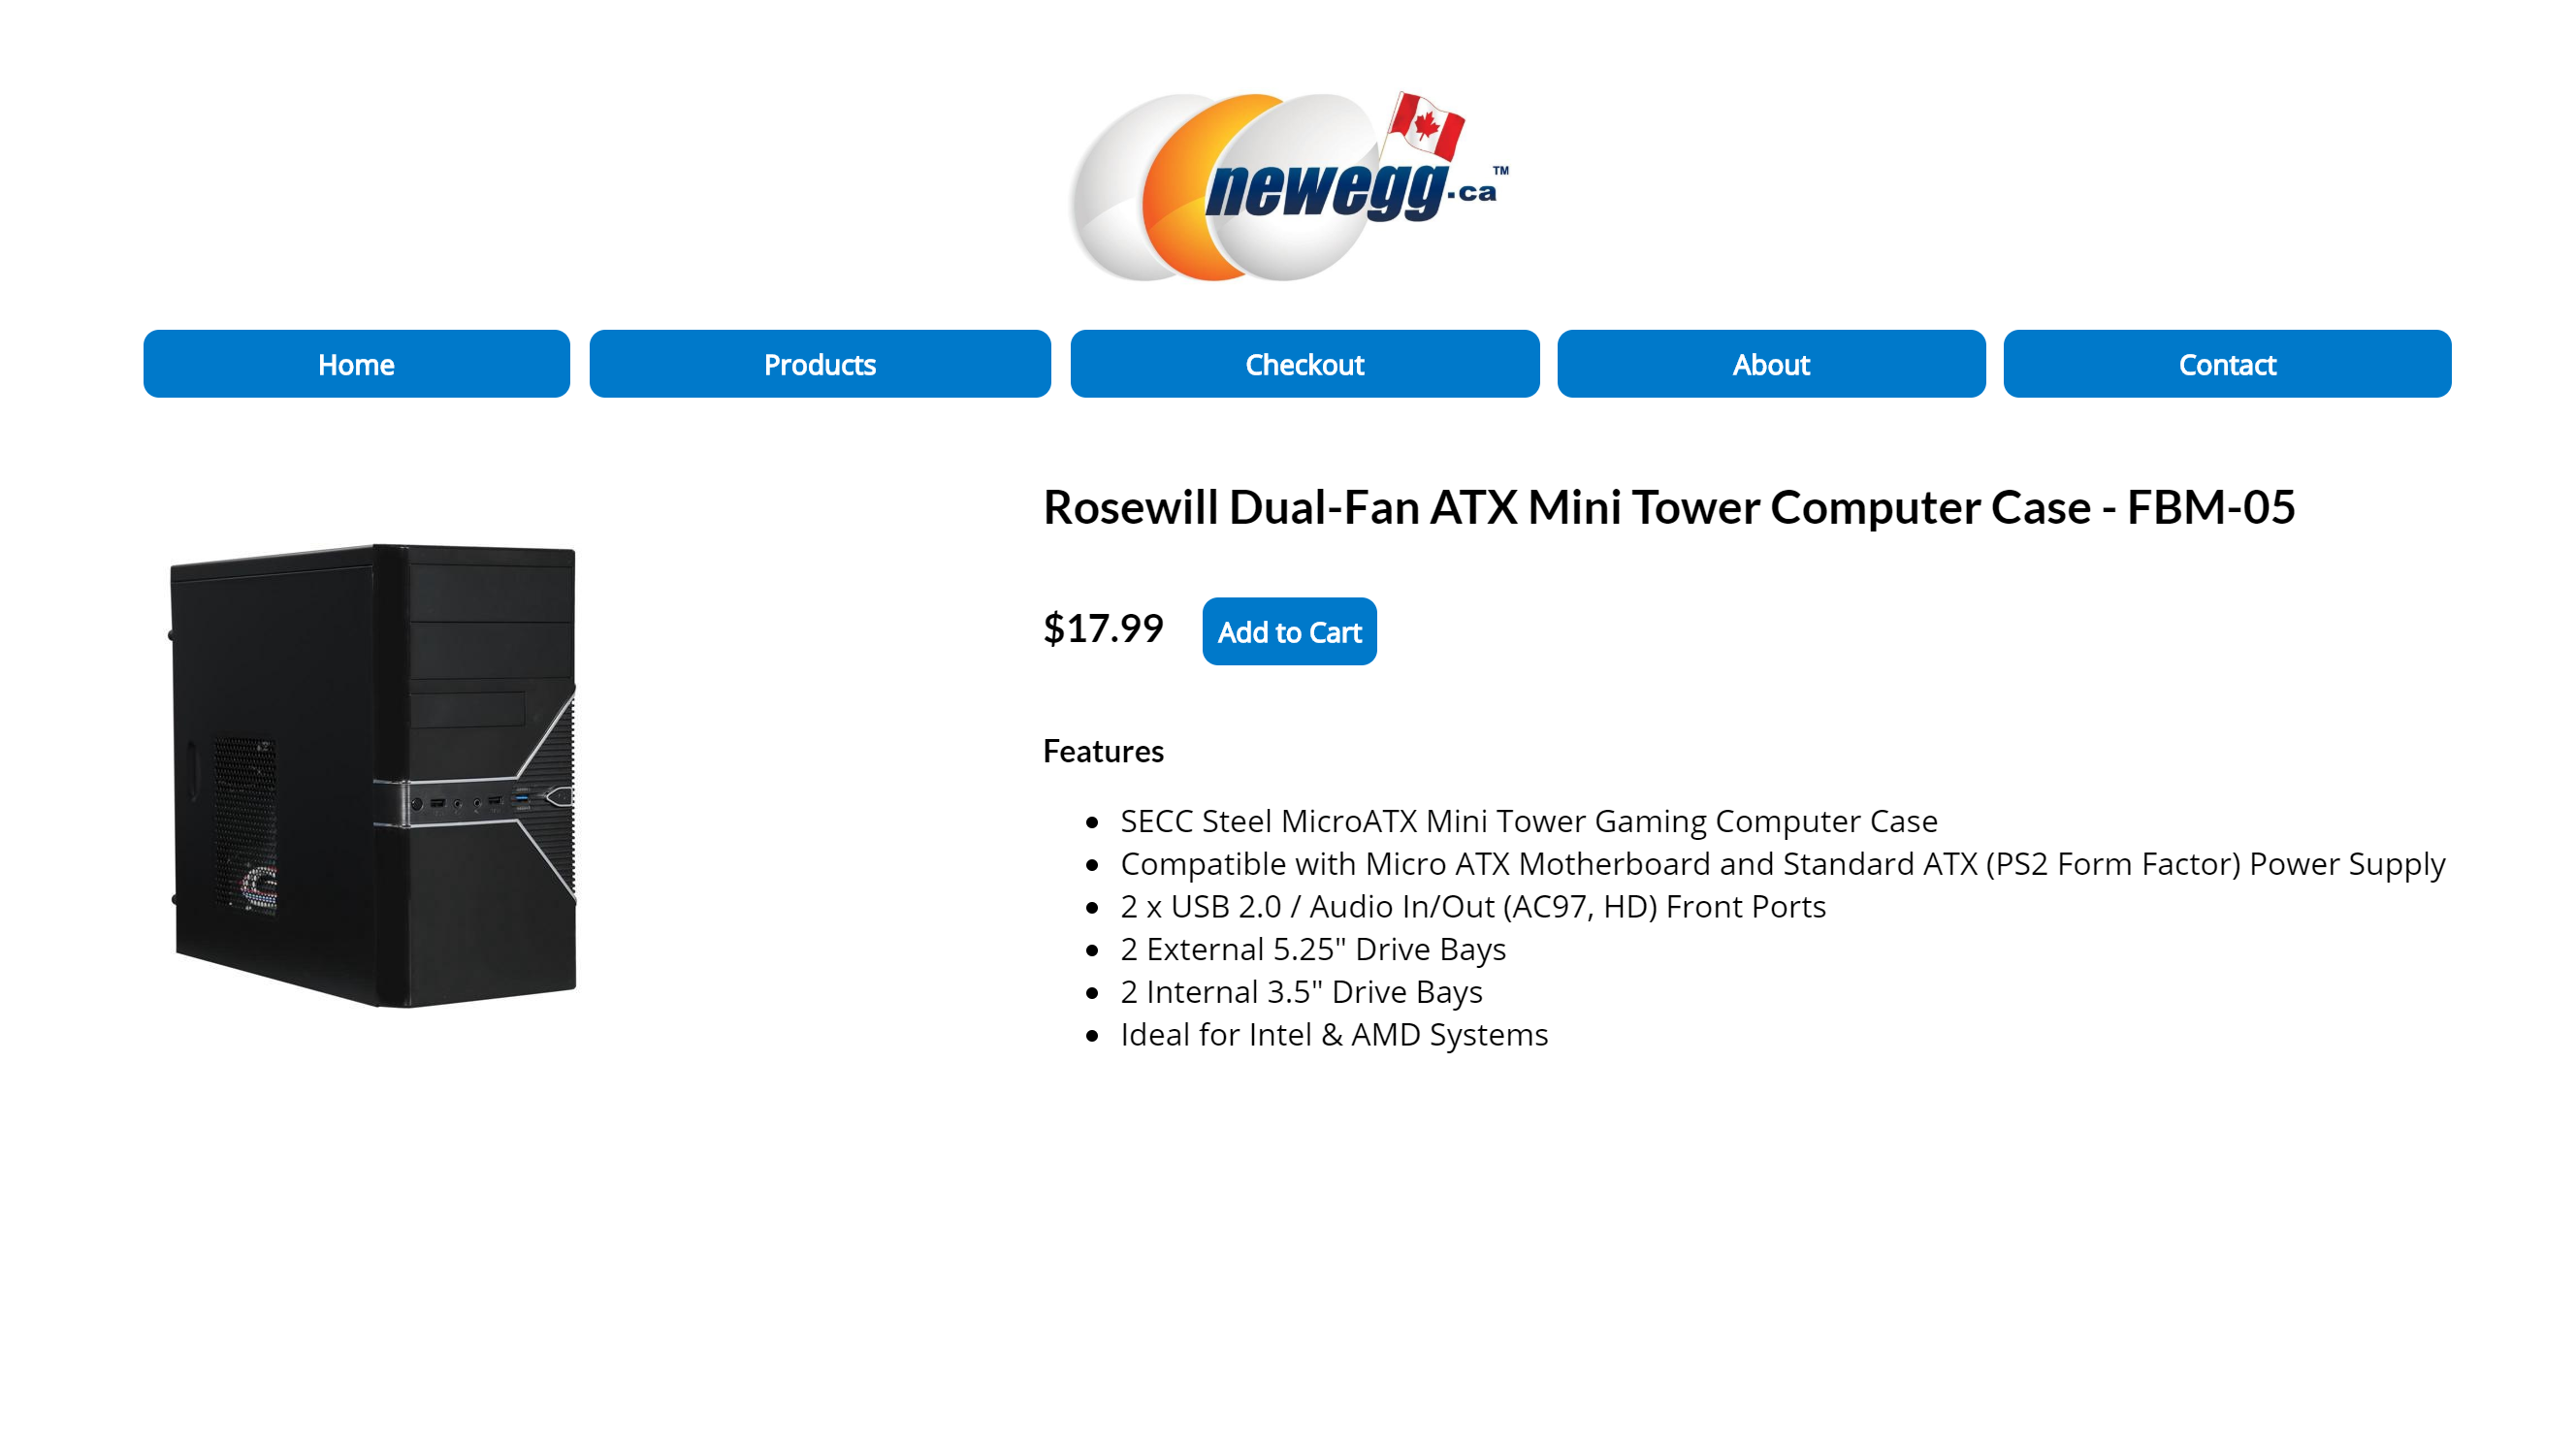 newegg.ca™
Home Products Checkout About Contact
Rosewill Dual-Fan ATX Mini Tower Computer Case - FBM-05
$17.99 Add to Cart
Features
• SECC Steel MicroATX Mini Tower Gaming Computer Case
• Compatible with Micro ATX Motherboard and Standard ATX (PS2 Form Factor) Power Supply
• 2 x USB 2.0 / Audio In/Out (AC97, HD) Front Ports
• 2 External 5.25" Drive Bays
• 2 Internal 3.5" Drive Bays
• Ideal for Intel & AMD Systems